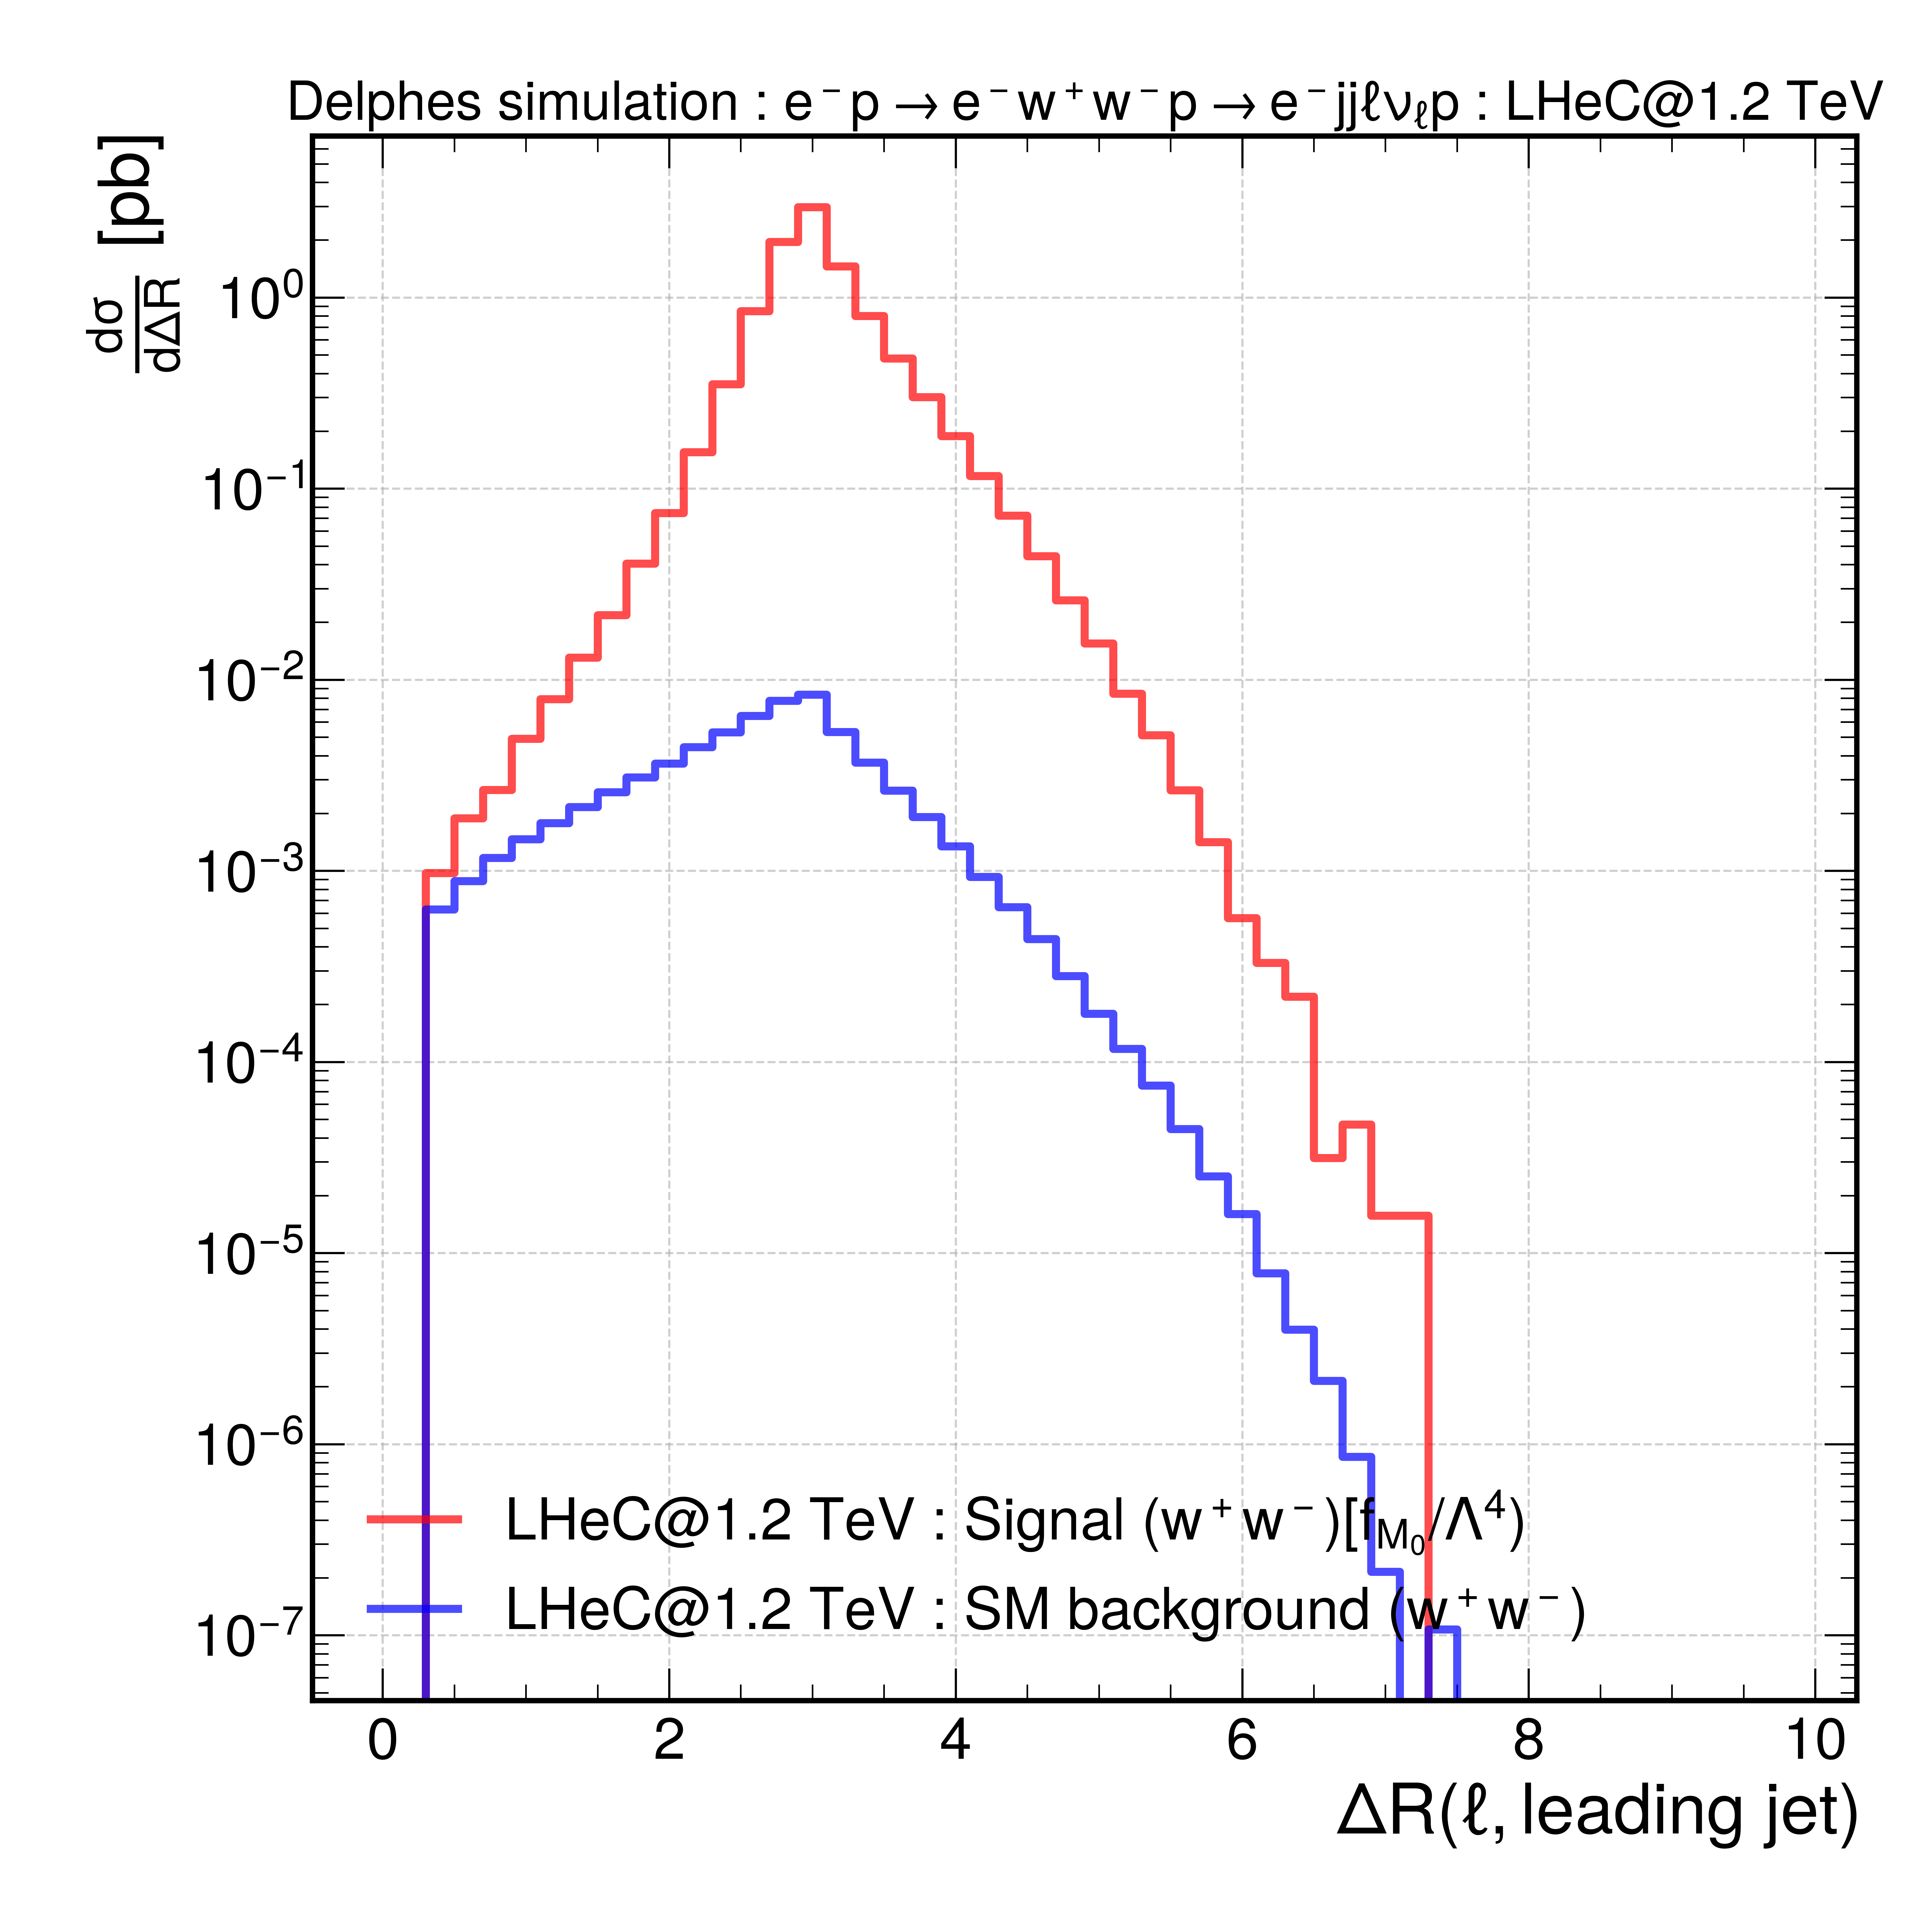 Delphes simulation : e⁻p → e⁻w⁺w⁻p → e⁻jjℓνℓp : LHeC@1.2 TeV
dσ/dΔR [pb]
10⁰
10⁻¹
10⁻²
10⁻³
10⁻⁴
10⁻⁵
10⁻⁶
10⁻⁷
LHeC@1.2 TeV : Signal (w⁺w⁻)[f_M₀/Λ⁴)
LHeC@1.2 TeV : SM background (w⁺w⁻)
0 2 4 6 8 10
ΔR(ℓ, leading jet)